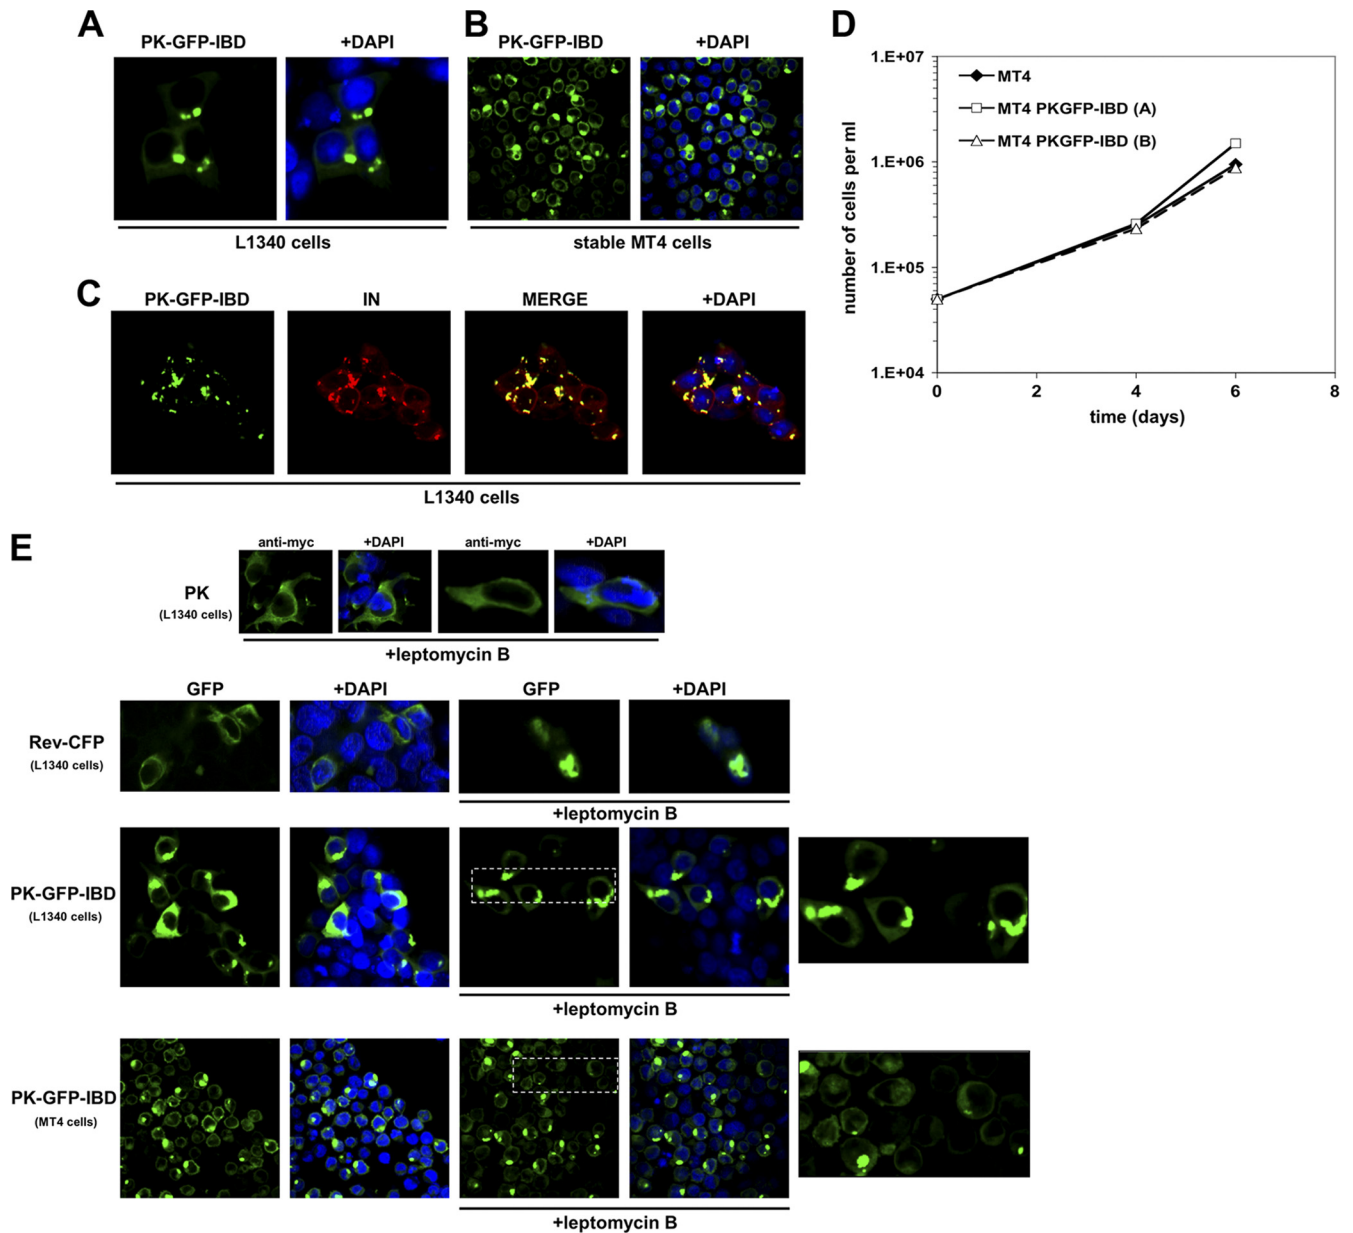 A
PK-GFP-IBD +DAPI
L1340 cells
B
PK-GFP-IBD +DAPI
stable MT4 cells
C
PK-GFP-IBD IN MERGE +DAPI
L1340 cells
D
1.E+07
1.E+06
1.E+05
1.E+04
number of cells per ml
MT4
MT4 PKGFP-IBD (A)
MT4 PKGFP-IBD (B)
0 2 4 6 8
time (days)
E
anti-myc +DAPI anti-myc +DAPI
PK
(L1340 cells)
+leptomycin B
GFP +DAPI GFP +DAPI
Rev-CFP
(L1340 cells)
+leptomycin B
PK-GFP-IBD
(L1340 cells)
+leptomycin B
PK-GFP-IBD
(MT4 cells)
+leptomycin B